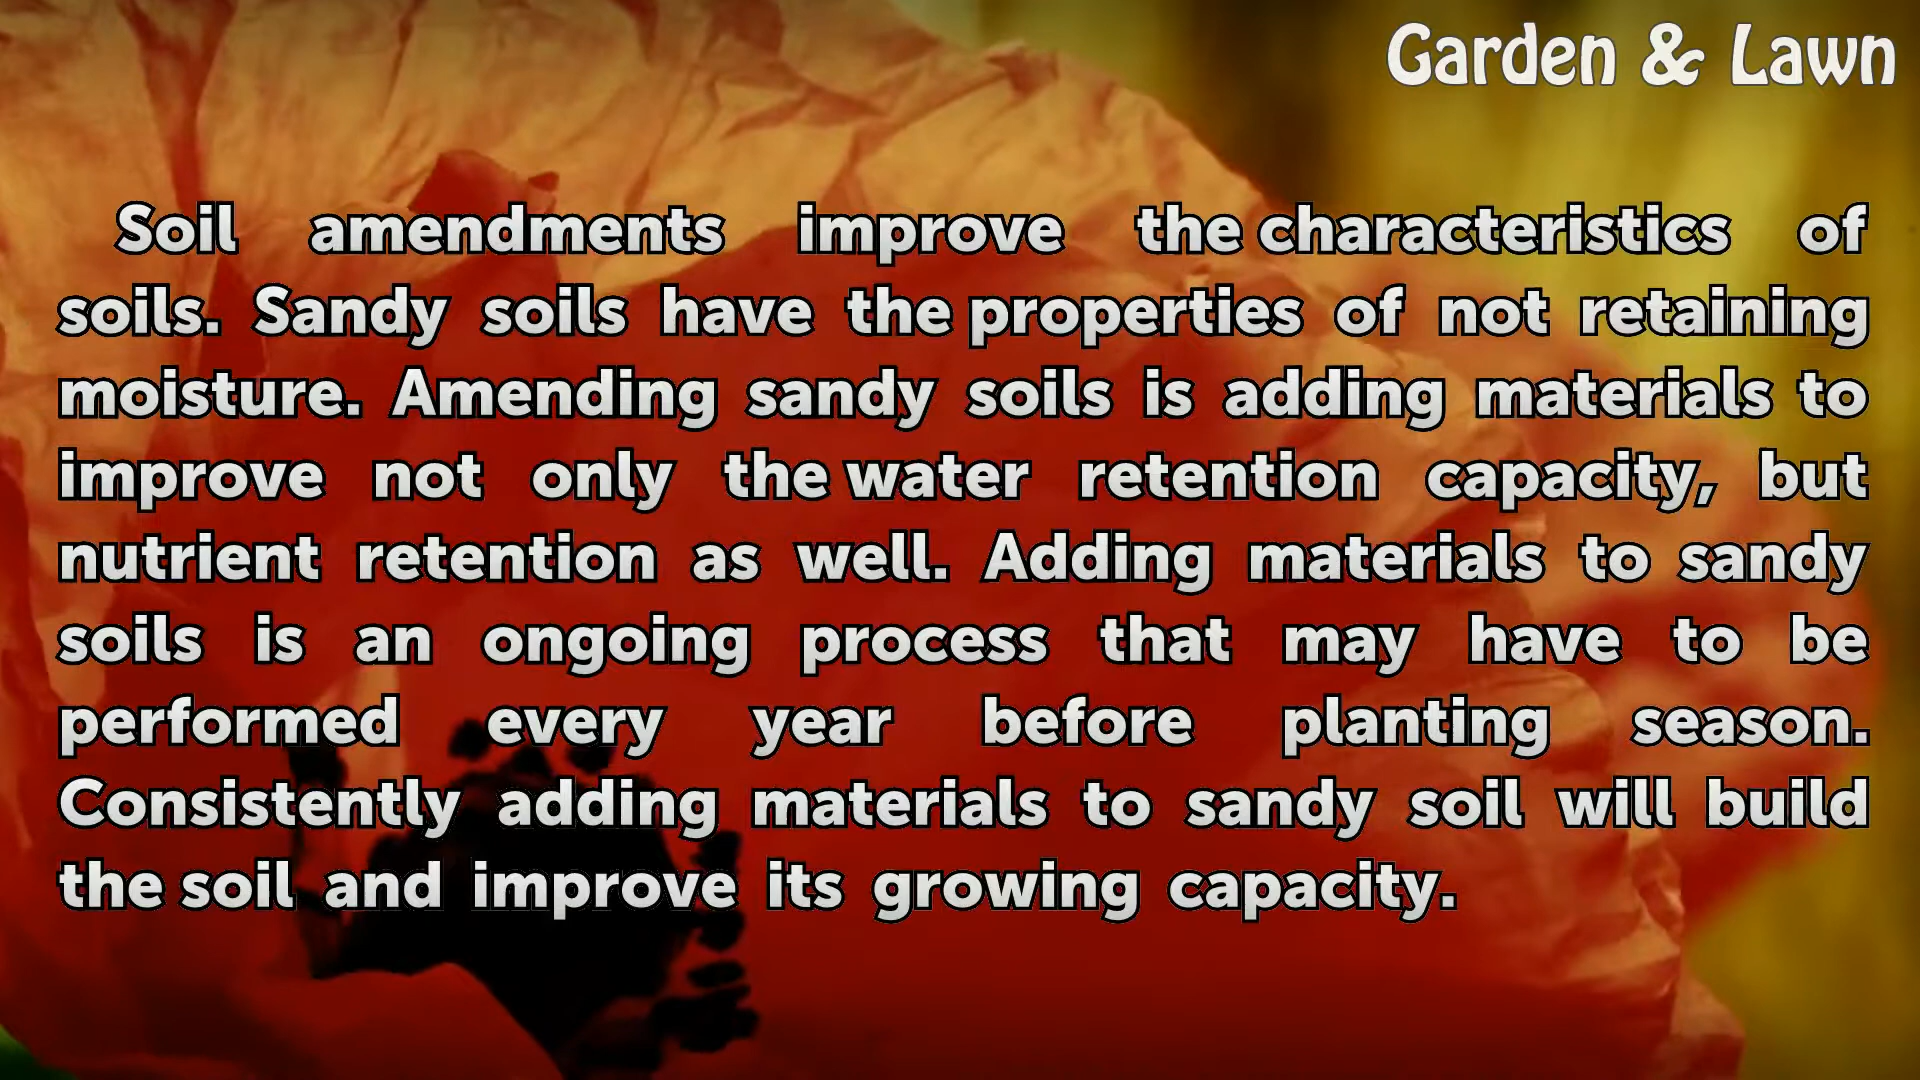 Garden & Lawn
Soil amendments improve the characteristics of
soils. Sandy soils have the properties of not retaining
moisture. Amending sandy soils is adding materials to
improve not only the water retention capacity, but
nutrient retention as well. Adding materials to sandy
soils is an ongoing process that may have to be
performed every year before planting season.
Consistently adding materials to sandy soil will build
the soil and improve its growing capacity.